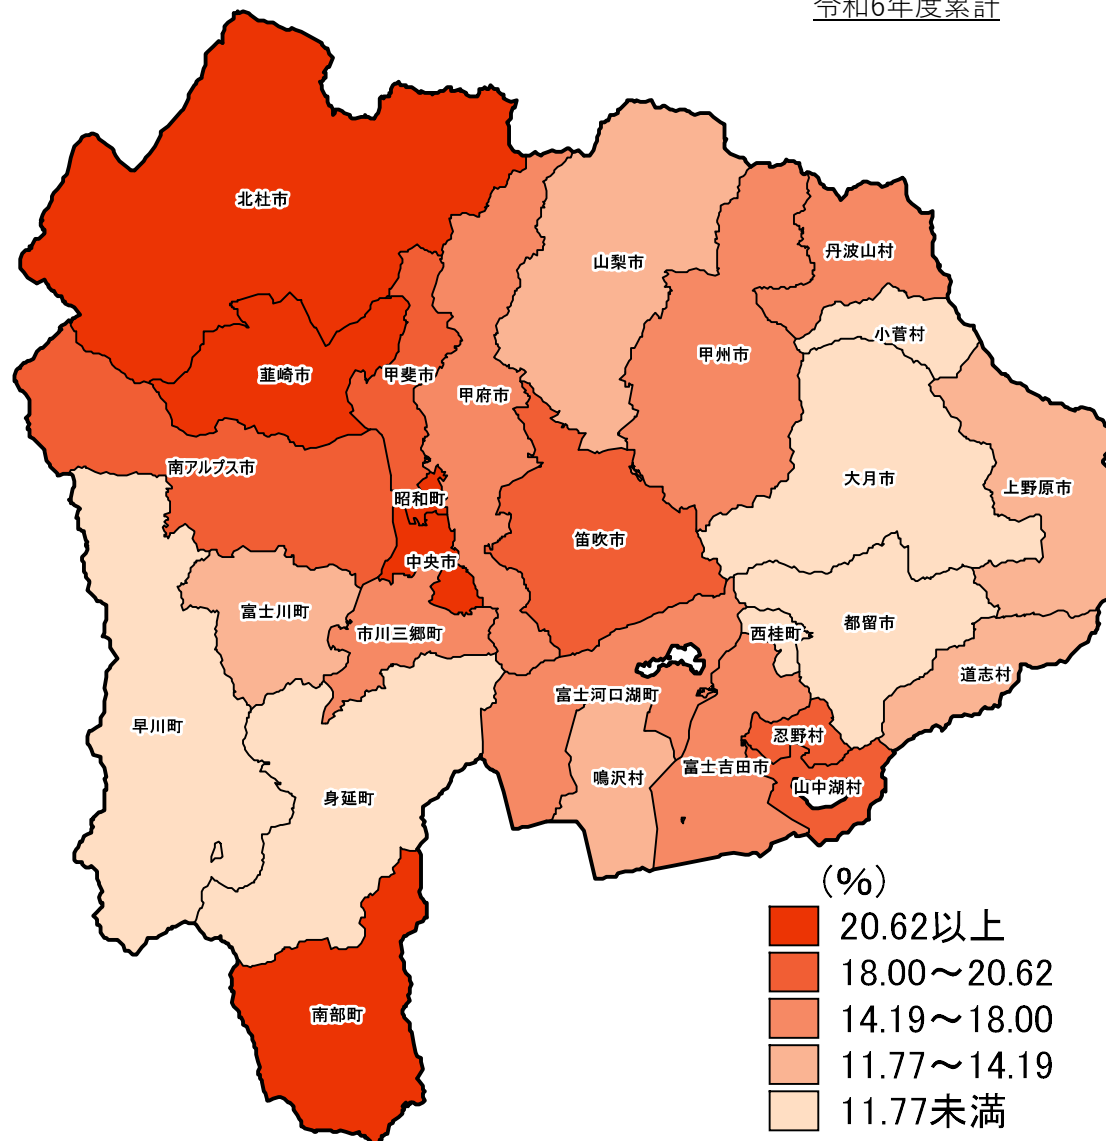 令和6年度累計
北杜市
山梨市
丹波山村
小菅村
甲州市
韮崎市
甲斐市
甲府市
南アルプス市
大月市
上野原市
昭和町
笛吹市
中央市
富士川町
市川三郷町
西桂町
都留市
道志村
富士河口湖町
早川町
忍野村
富士吉田市
鳴沢村
山中湖村
身延町
南部町
(%)
20.62以上
18.00~20.62
14.19~18.00
11.77~14.19
11.77未満